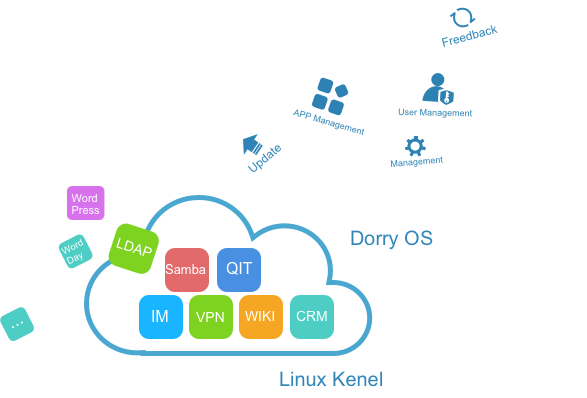 Freedback
APP Management
User Management
Update
Management
Word
Press
LDAP
Word
Day
Samba
QIT
Dorry OS
IM
VPN
WIKI
CRM
...
Linux Kenel